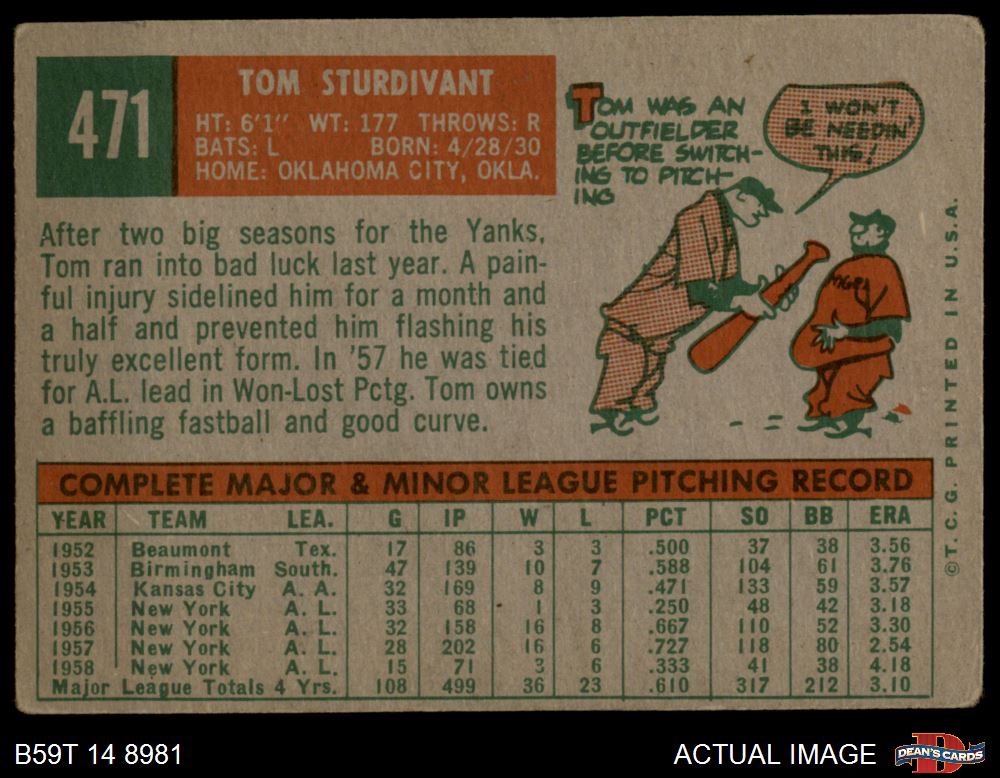 471
TOM STURDIVANT
HT: 6'1" WT: 177 THROWS: R
BATS: L BORN: 4/28/30
HOME: OKLAHOMA CITY, OKLA.
TOM WAS AN
OUTFIELDER
BEFORE SWITCH-
ING TO PITCH-
ING
I WON'T
BE NEEDIN'
THIS!
After two big seasons for the Yanks,
Tom ran into bad luck last year. A pain-
ful injury sidelined him for a month and
a half and prevented him flashing his
truly excellent form. In '57 he was tied
for A.L. lead in Won-Lost Pctg. Tom owns
a baffling fastball and good curve.
©T. C. G. PRINTED IN U.S.A.
COMPLETE MAJOR & MINOR LEAGUE PITCHING RECORD
YEAR TEAM LEA. G IP W L PCT SO BB ERA
1952 Beaumont Tex. 17 86 3 3 .500 37 38 3.56
1953 Birmingham South. 47 139 10 7 .588 104 61 3.76
1954 Kansas City A. A. 32 169 8 9 .471 133 59 3.57
1955 New York A. L. 33 68 1 3 .250 48 42 3.18
1956 New York A. L. 32 158 16 8 .667 110 52 3.30
1957 New York A. L. 28 202 16 6 .727 118 80 2.54
1958 New York A. L. 15 71 3 6 .333 41 38 4.18
Major League Totals 4 Yrs. 108 499 36 23 .610 317 212 3.10
B59T 14 8981
ACTUAL IMAGE
DEAN'S CARDS